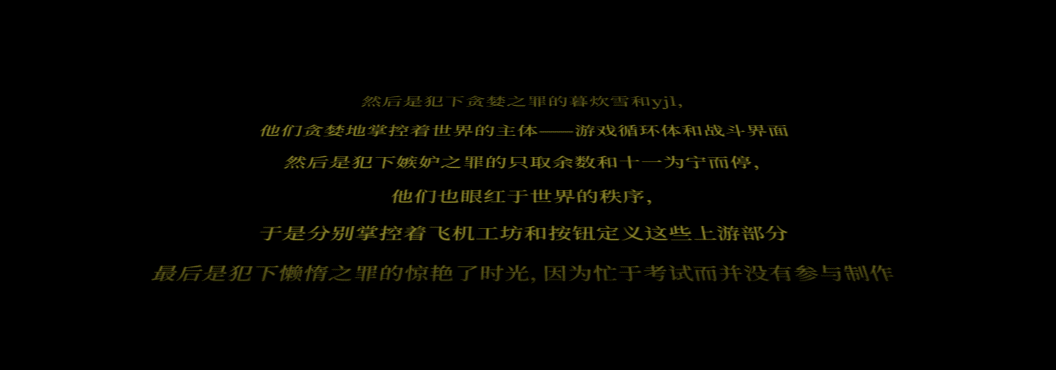 然后是犯下贪婪之罪的暮炊雪和yjl,
他们贪婪地掌控着世界的主体——游戏循环体和战斗界面
然后是犯下嫉妒之罪的只取余数和十一为宁而停,
他们也眼红于世界的秩序,
于是分别掌控着飞机工坊和按钮定义这些上游部分
最后是犯下懒惰之罪的惊艳了时光, 因为忙于考试而并没有参与制作